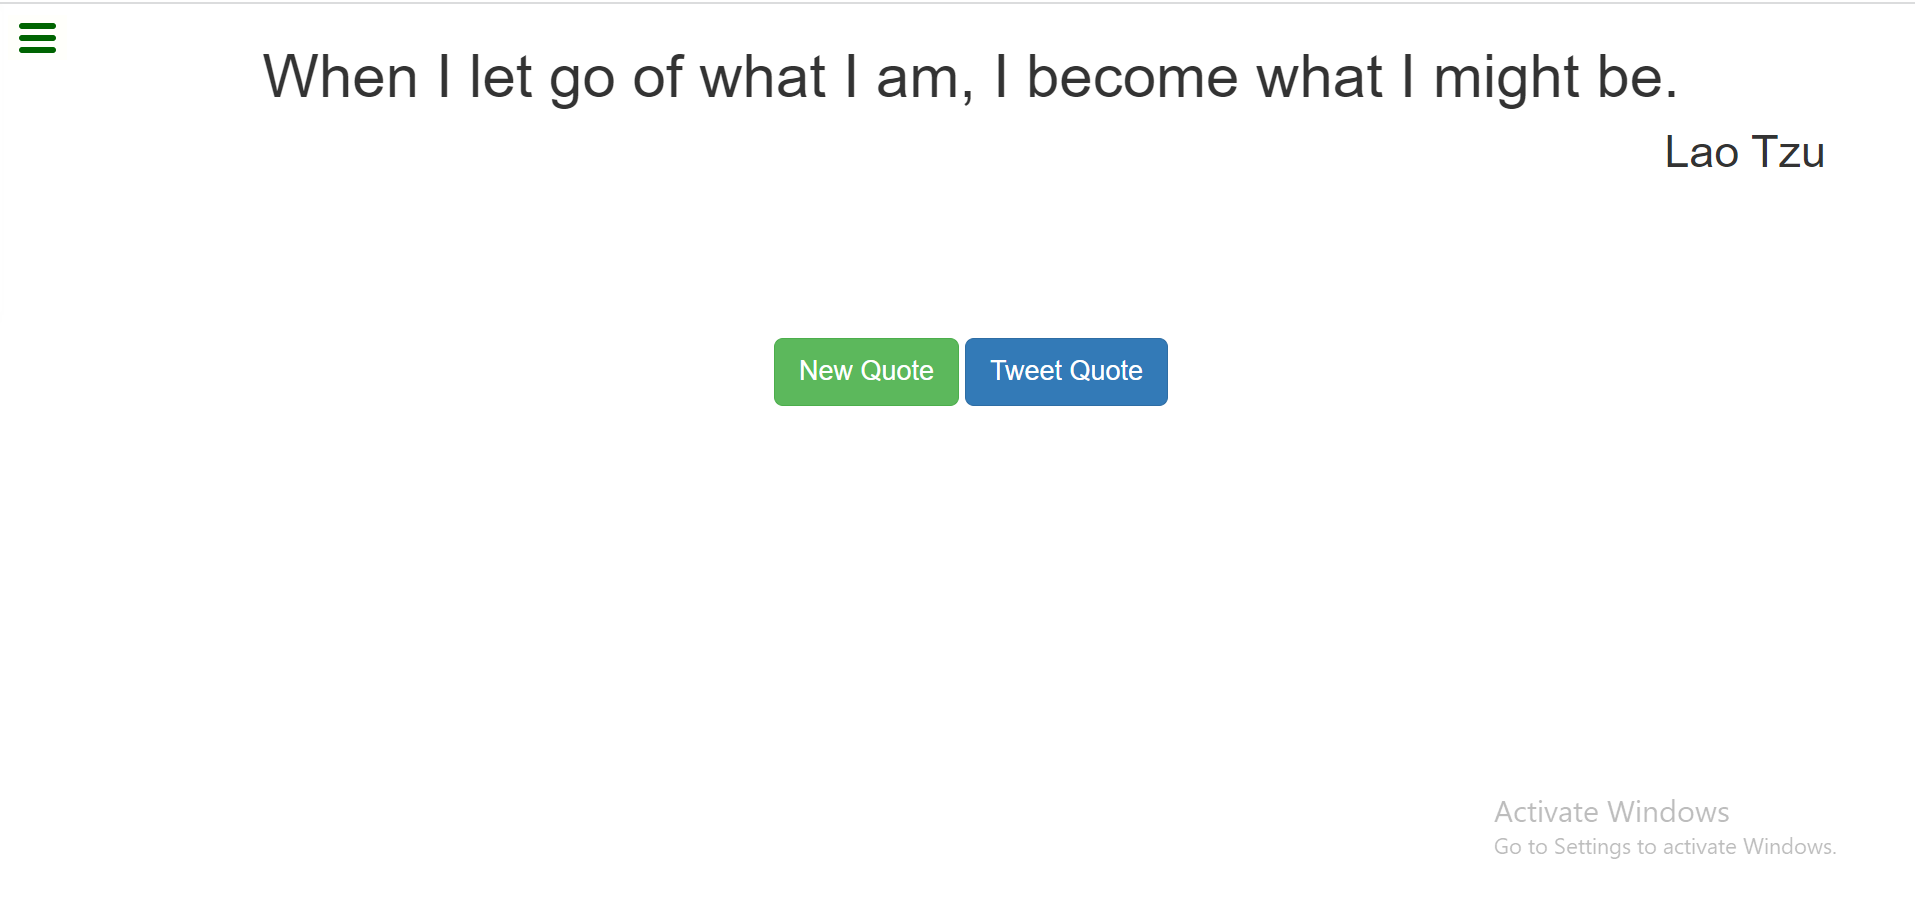 When I let go of what I am, I become what I might be.
Lao Tzu
New Quote
Tweet Quote
Activate Windows
Go to Settings to activate Windows.